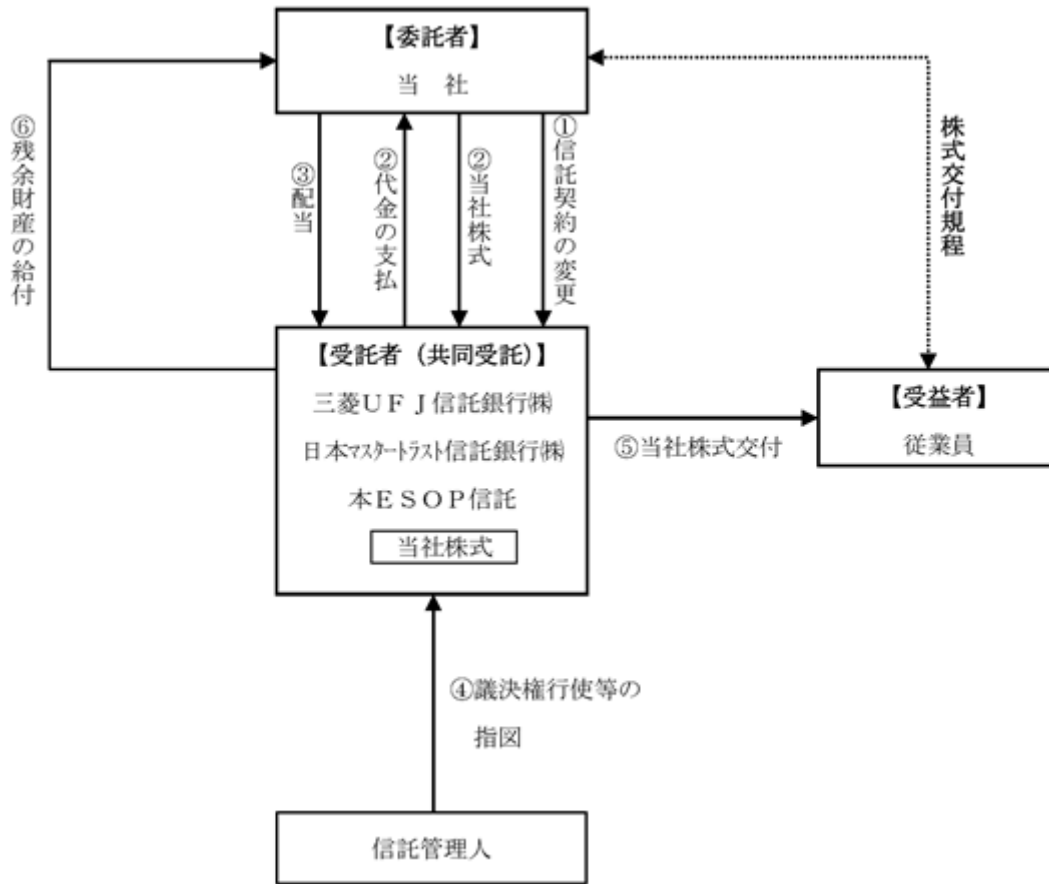 【委託者】
当　社
⑥残余財産の給付
③配当
②代金の支払
②当社株式
①信託契約の変更
株式交付規程
【受託者（共同受託）】
三菱ＵＦＪ信託銀行㈱
日本マスタートラスト信託銀行㈱
本ＥＳＯＰ信託
当社株式
⑤当社株式交付
【受益者】
従業員
④議決権行使等の
指図
信託管理人